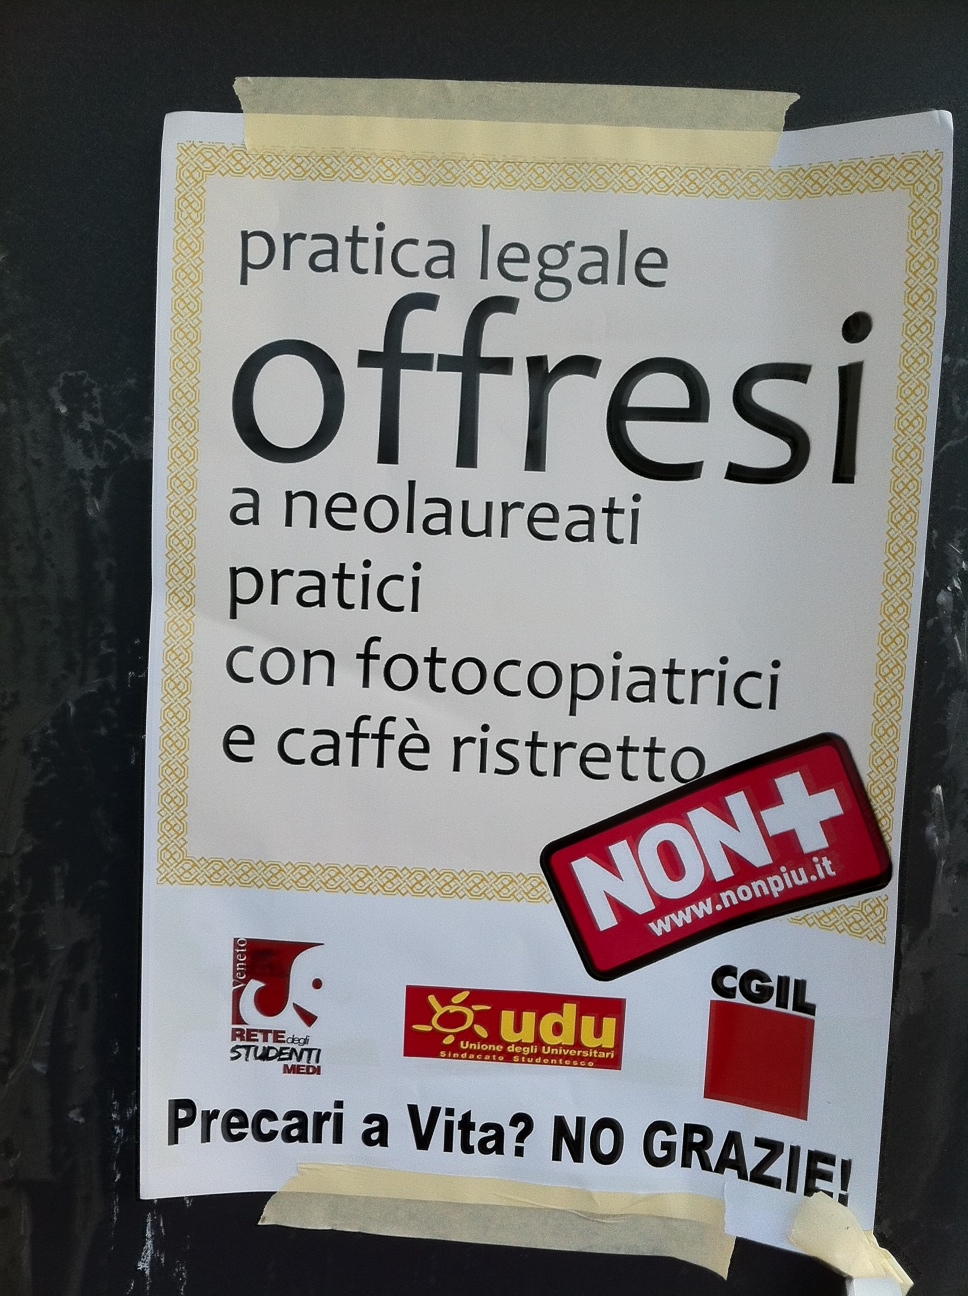 pratica legale
offresi
a neolaureati
pratici
con fotocopiatrici
e caffè ristretto
NON+
www.nonpiu.it
Veneto
RETE degli
STUDENTI
MEDI
udu
Unione degli Universitari
Sindacato Studentesco
CGIL
Precari a Vita? NO GRAZIE!